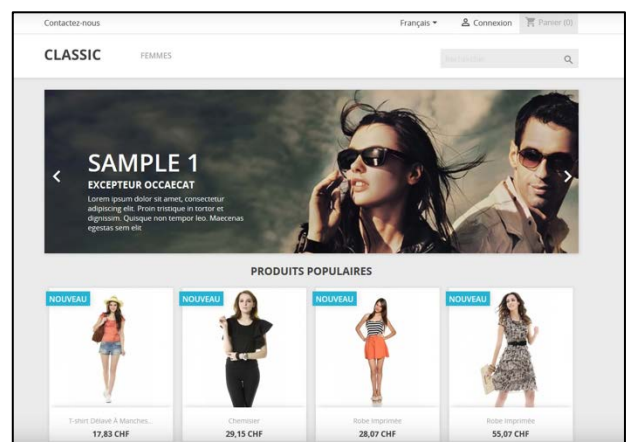 Contactez-nous
Français
Connexion
Panier (0)
CLASSIC
FEMMES
Rechercher
SAMPLE 1
EXCEPTEUR OCCAECAT
Lorem ipsum dolor sit amet, consectetur
adipiscing elit. Proin tristique in tortor et
dignissim. Quisque non tempor leo. Maecenas
egestas sem elit
PRODUITS POPULAIRES
NOUVEAU
NOUVEAU
NOUVEAU
NOUVEAU
T-shirt Délavé À Manches...
Chemisier
Robe Imprimée
Robe Imprimée
17,83 CHF
29,15 CHF
28,07 CHF
55,07 CHF